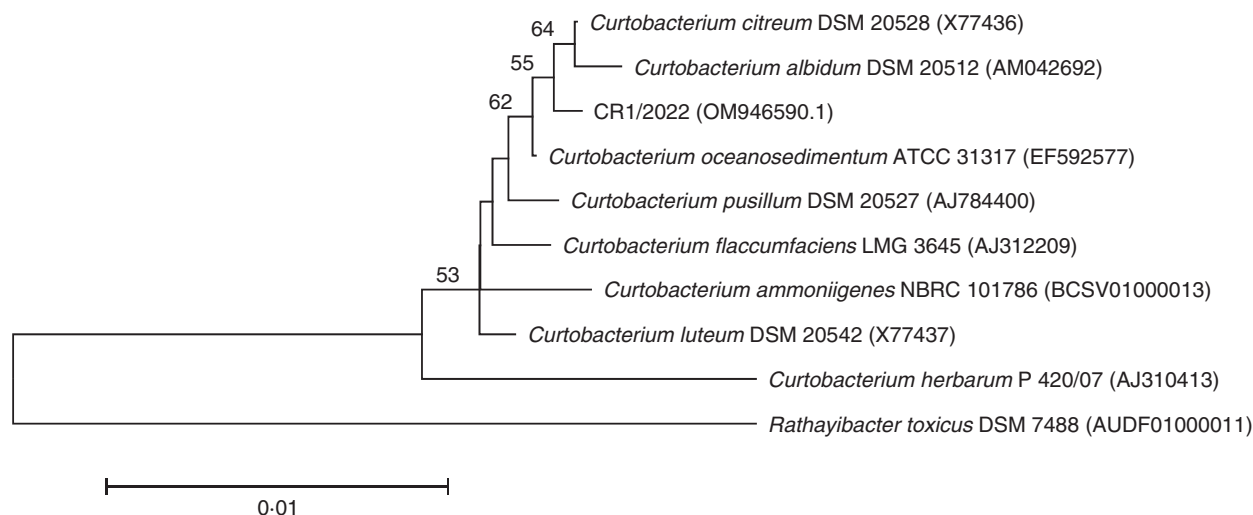 64
Curtobacterium citreum DSM 20528 (X77436)
55
Curtobacterium albidum DSM 20512 (AM042692)
62
CR1/2022 (OM946590.1)
Curtobacterium oceanosedimentum ATCC 31317 (EF592577)
Curtobacterium pusillum DSM 20527 (AJ784400)
Curtobacterium flaccumfaciens LMG 3645 (AJ312209)
53
Curtobacterium ammoniigenes NBRC 101786 (BCSV01000013)
Curtobacterium luteum DSM 20542 (X77437)
Curtobacterium herbarum P 420/07 (AJ310413)
Rathayibacter toxicus DSM 7488 (AUDF01000011)
0·01